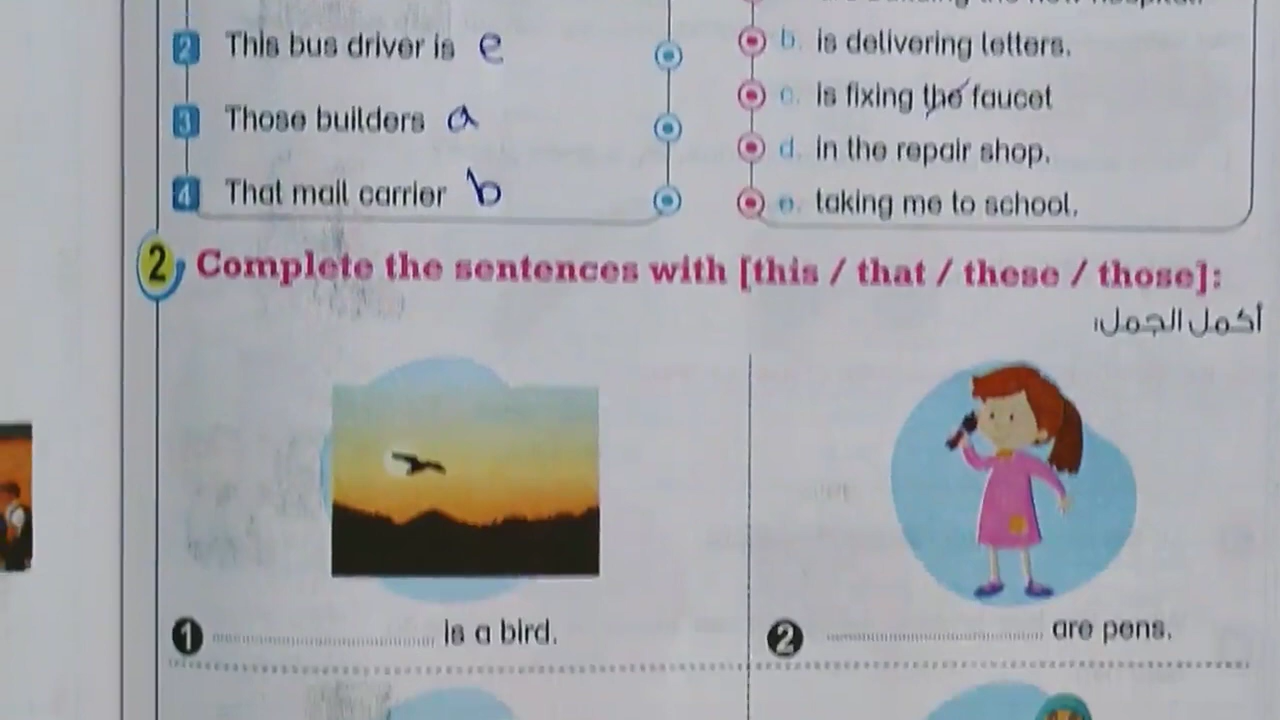 2 This bus driver is e
3 Those builders a
4 That mail carrier b
b. is delivering letters.
c. is fixing the faucet
d. in the repair shop.
e. taking me to school.
2 Complete the sentences with [this / that / these / those]:
أكمل الجمل:
1 ........................ is a bird.
2 ........................ are pens.